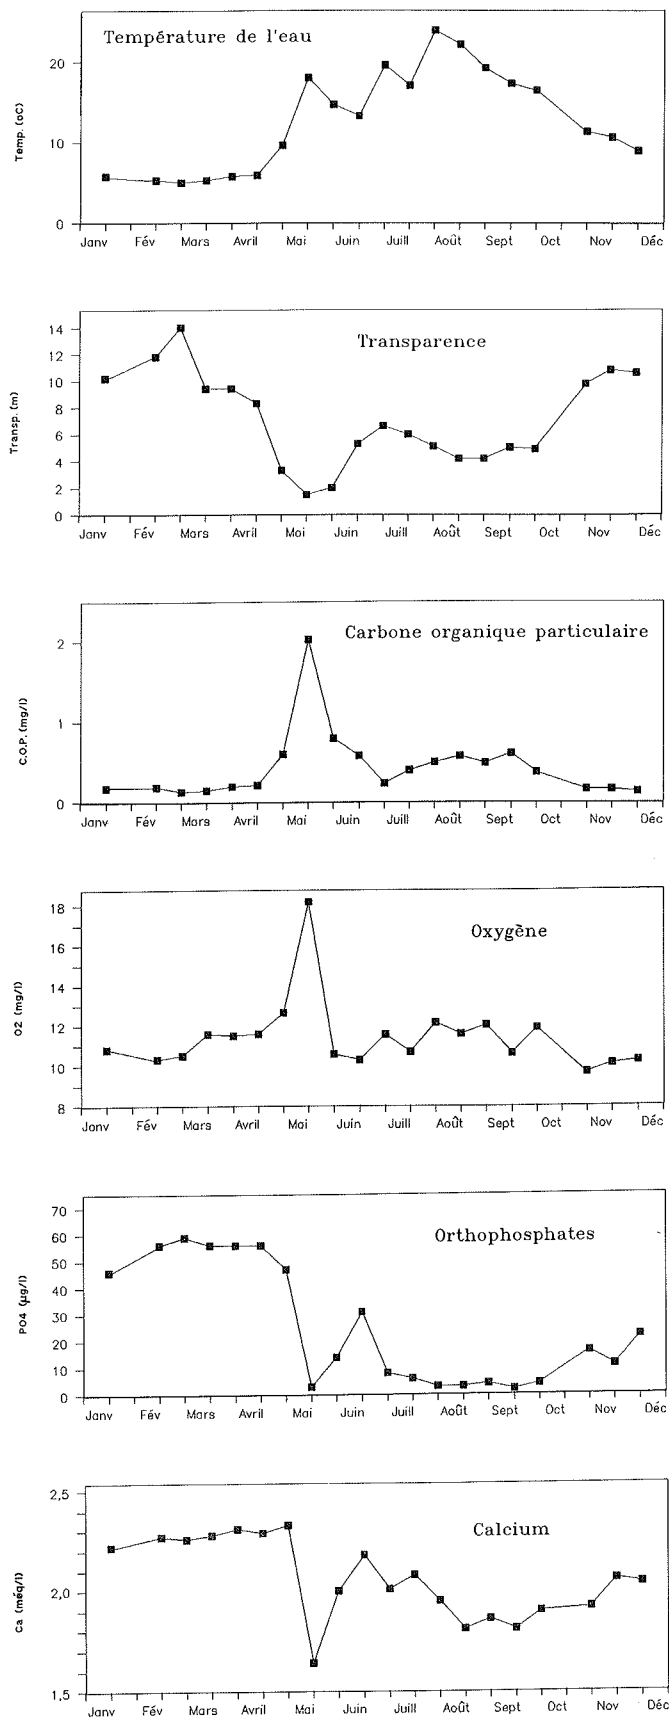 Température de l'eau
Temp. (oC)
20
10
0
Janv Fév Mars Avril Mai Juin Juill Août Sept Oct Nov Déc
Transparence
Transp. (m)
14
12
10
8
6
4
2
0
Janv Fév Mars Avril Mai Juin Juill Août Sept Oct Nov Déc
Carbone organique particulaire
C.O.P. (mg/l)
2
1
0
Janv Fév Mars Avril Mai Juin Juill Août Sept Oct Nov Déc
Oxygène
O2 (mg/l)
18
16
14
12
10
8
Janv Fév Mars Avril Mai Juin Juill Août Sept Oct Nov Déc
Orthophosphates
PO4 (µg/l)
70
60
50
40
30
20
10
0
Janv Fév Mars Avril Mai Juin Juill Août Sept Oct Nov Déc
Calcium
Ca (méq/l)
2,5
2,0
1,5
Janv Fév Mars Avril Mai Juin Juill Août Sept Oct Nov Déc